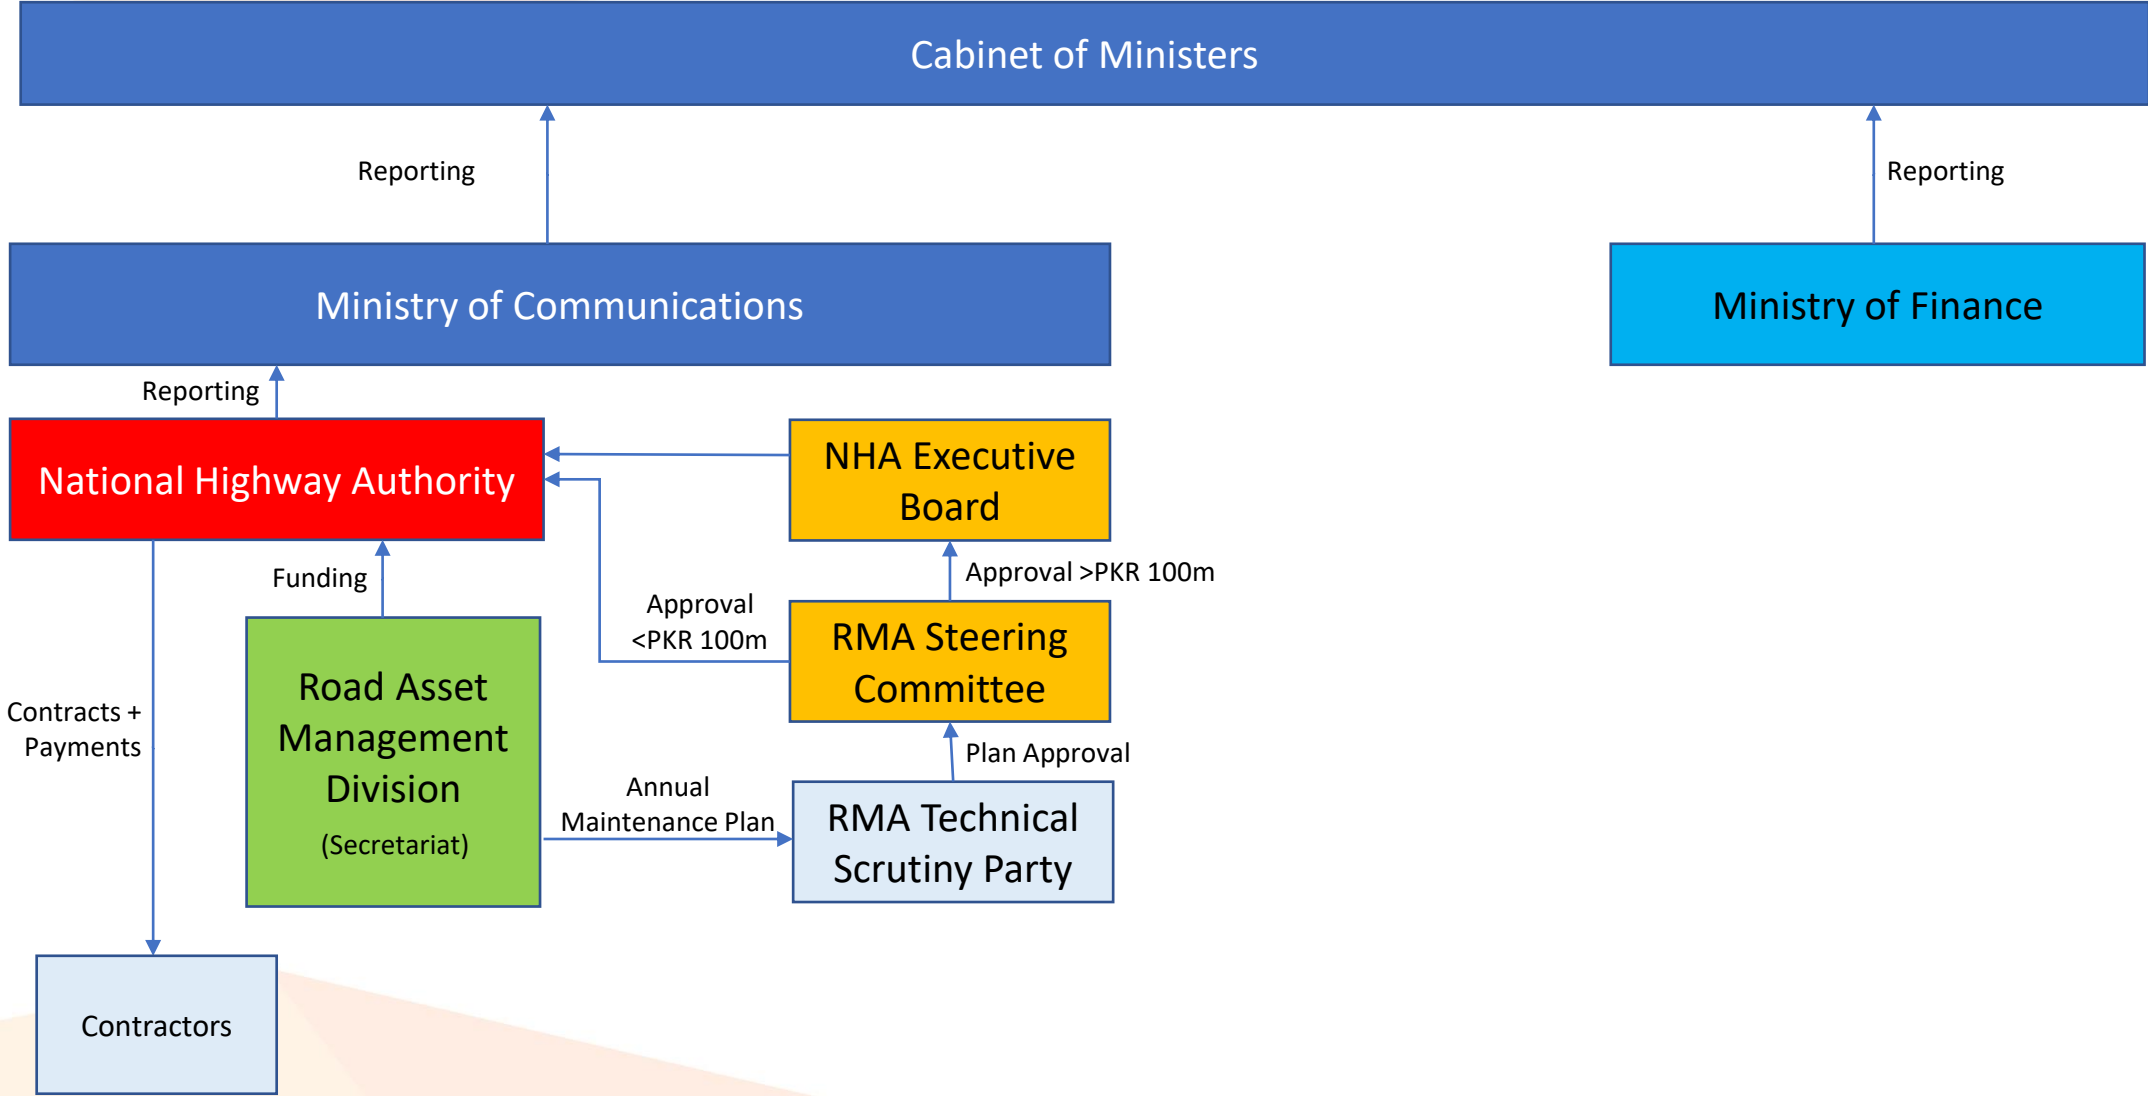 Cabinet of Ministers
Reporting
Reporting
Ministry of Communications
Ministry of Finance
Reporting
National Highway Authority
NHA Executive
Board
Funding
Approval >PKR 100m
Approval
<PKR 100m
RMA Steering
Committee
Road Asset
Management
Division
(Secretariat)
Contracts +
Payments
Plan Approval
Annual
Maintenance Plan
RMA Technical
Scrutiny Party
Contractors